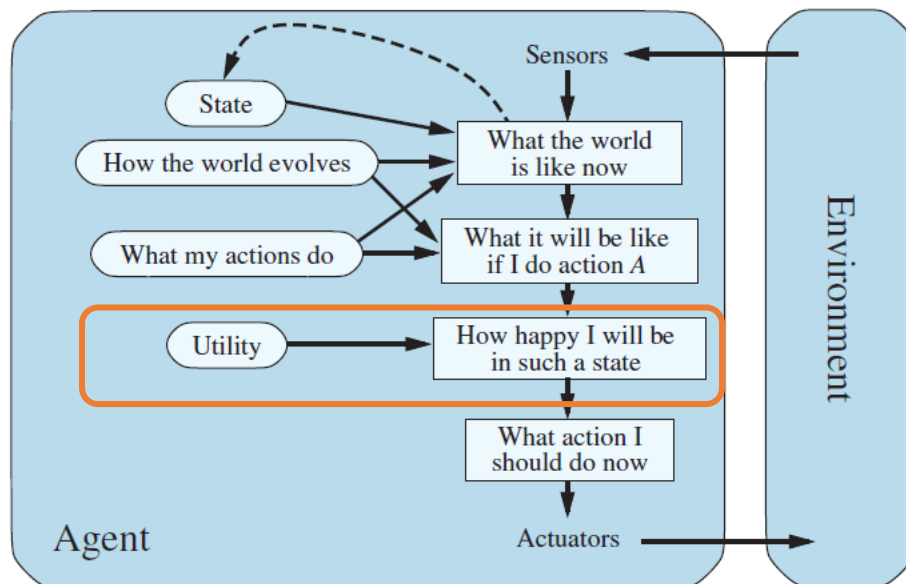 Sensors
State
What the world
is like now
How the world evolves
What my actions do
What it will be like
if I do action A
Utility
How happy I will be
in such a state
What action I
should do now
Agent
Actuators
Environment